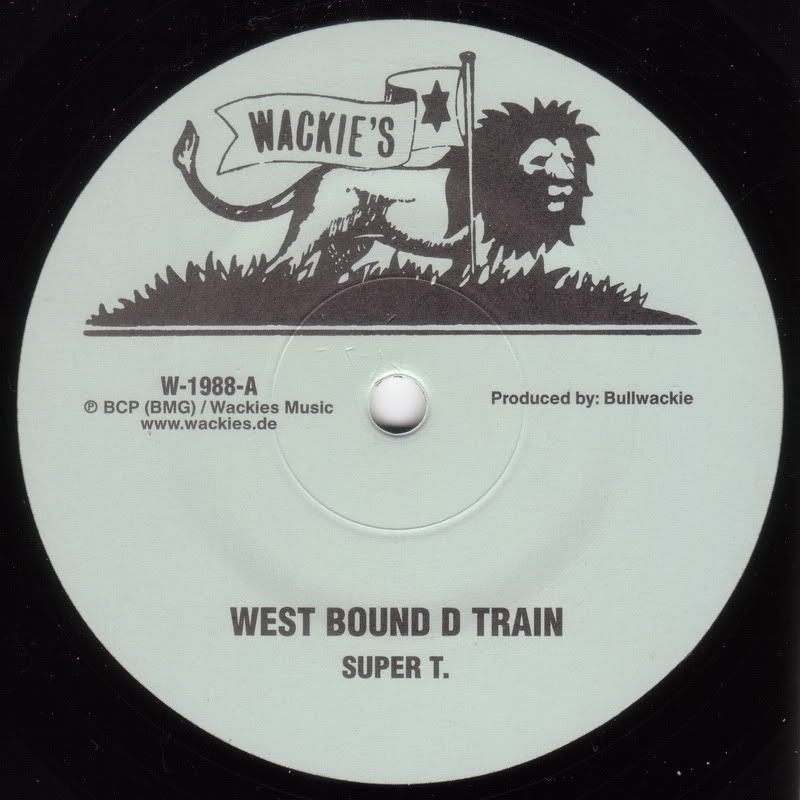 WACKIE'S
W-1988-A
℗ BCP (BMG) / Wackies Music
www.wackies.de
Produced by: Bullwackie
WEST BOUND D TRAIN
SUPER T.